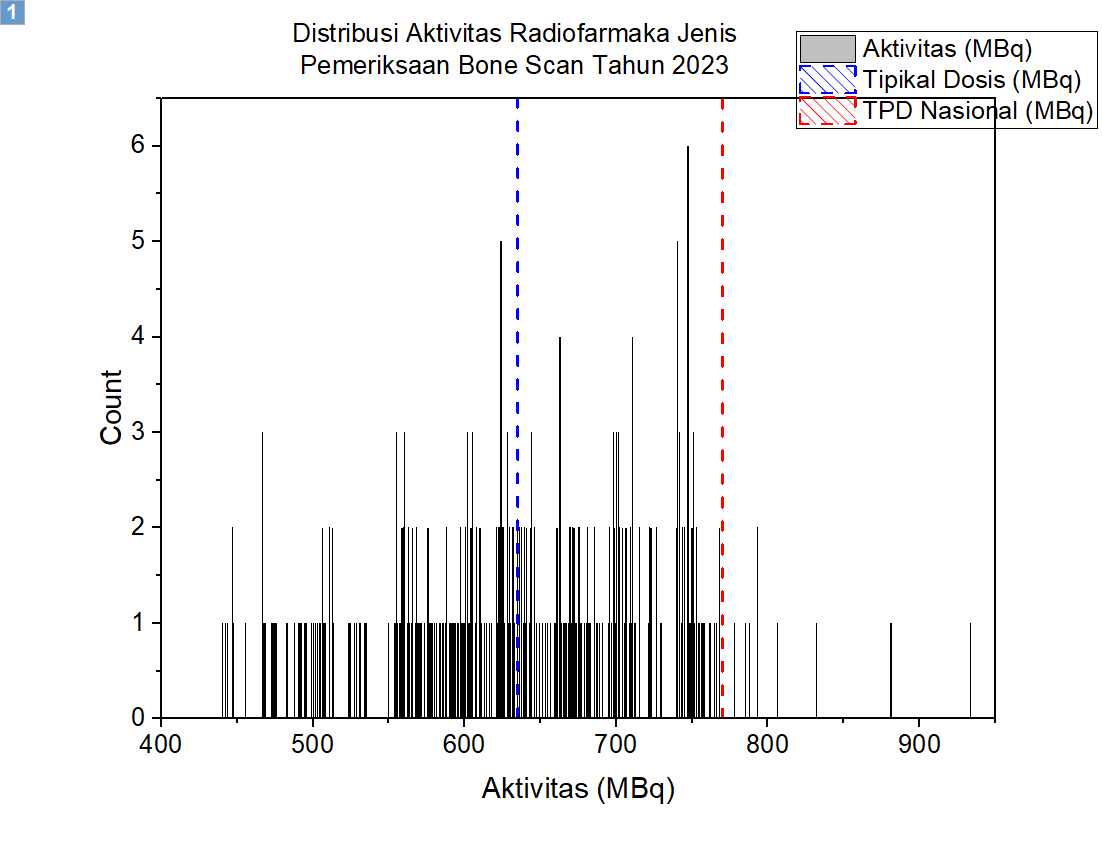 1
Distribusi Aktivitas Radiofarmaka Jenis
Pemeriksaan Bone Scan Tahun 2023
Aktivitas (MBq)
Tipikal Dosis (MBq)
TPD Nasional (MBq)
6
5
4
3
2
1
0
Count
400 500 600 700 800 900
Aktivitas (MBq)